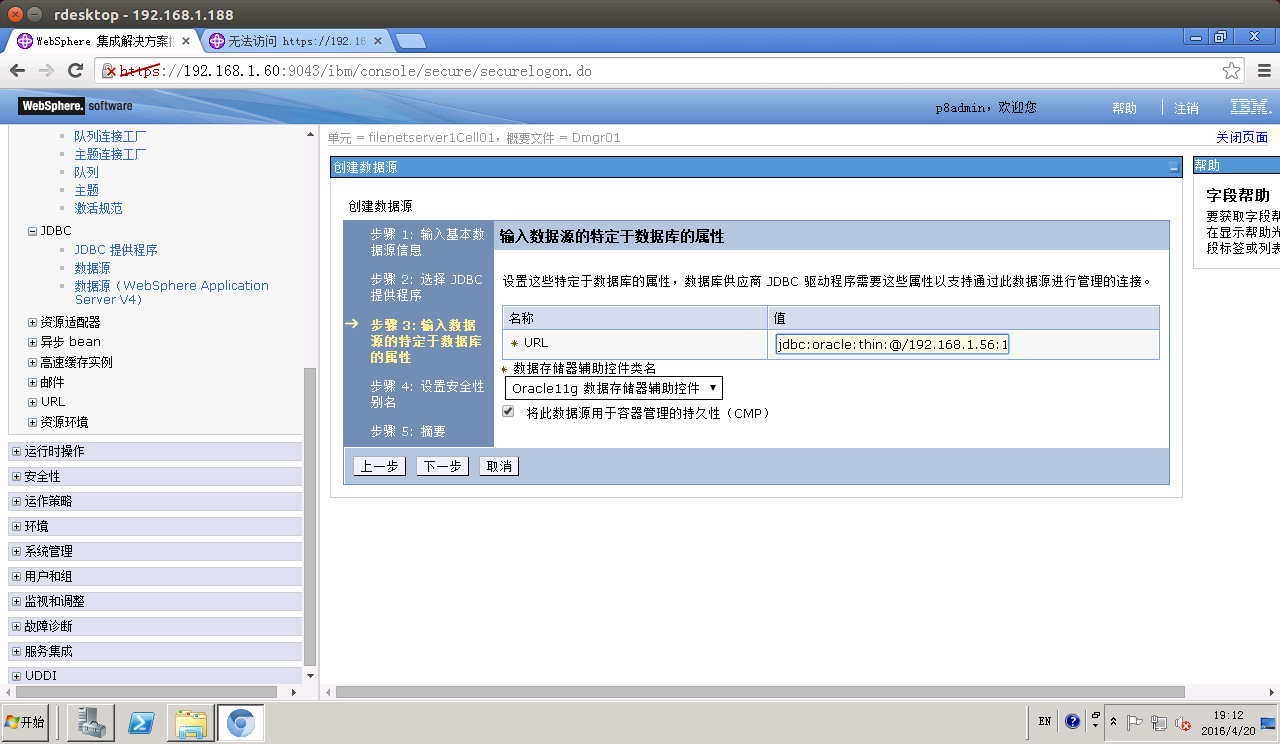 rdesktop - 192.168.1.188
WebSphere 集成解决方案
无法访问 https://192.16
https://192.168.1.60:9043/ibm/console/secure/securelogon.do
WebSphere. software
p8admin，欢迎您
帮助
注销
IBM.
队列连接工厂
主题连接工厂
队列
主题
激活规范
JDBC
JDBC 提供程序
数据源
数据源（WebSphere Application
Server V4）
资源适配器
异步 bean
高速缓存实例
邮件
URL
资源环境
运行时操作
安全性
运作策略
环境
系统管理
用户和组
监视和调整
故障诊断
服务集成
UDDI
单元 = filenetserver1Cell01，概要文件 = Dmgr01
关闭页面
创建数据源
创建数据源
步骤 1: 输入基本数
据源信息
步骤 2: 选择 JDBC
提供程序
步骤 3: 输入数据
源的特定于数据库
的属性
步骤 4: 设置安全性
别名
步骤 5: 摘要
输入数据源的特定于数据库的属性
设置这些特定于数据库的属性，数据库供应商 JDBC 驱动程序需要这些属性以支持通过此数据源进行管理的连接。
名称
值
* URL
jdbc:oracle:thin:@/192.168.1.56:1
* 数据存储器辅助控件类名
Oracle11g 数据存储器辅助控件
将此数据源用于容器管理的持久性（CMP）
上一步
下一步
取消
帮助
字段帮助
要获取字段帮
在显示帮助光
段标签或列表
开始
EN
19:12
2016/4/20